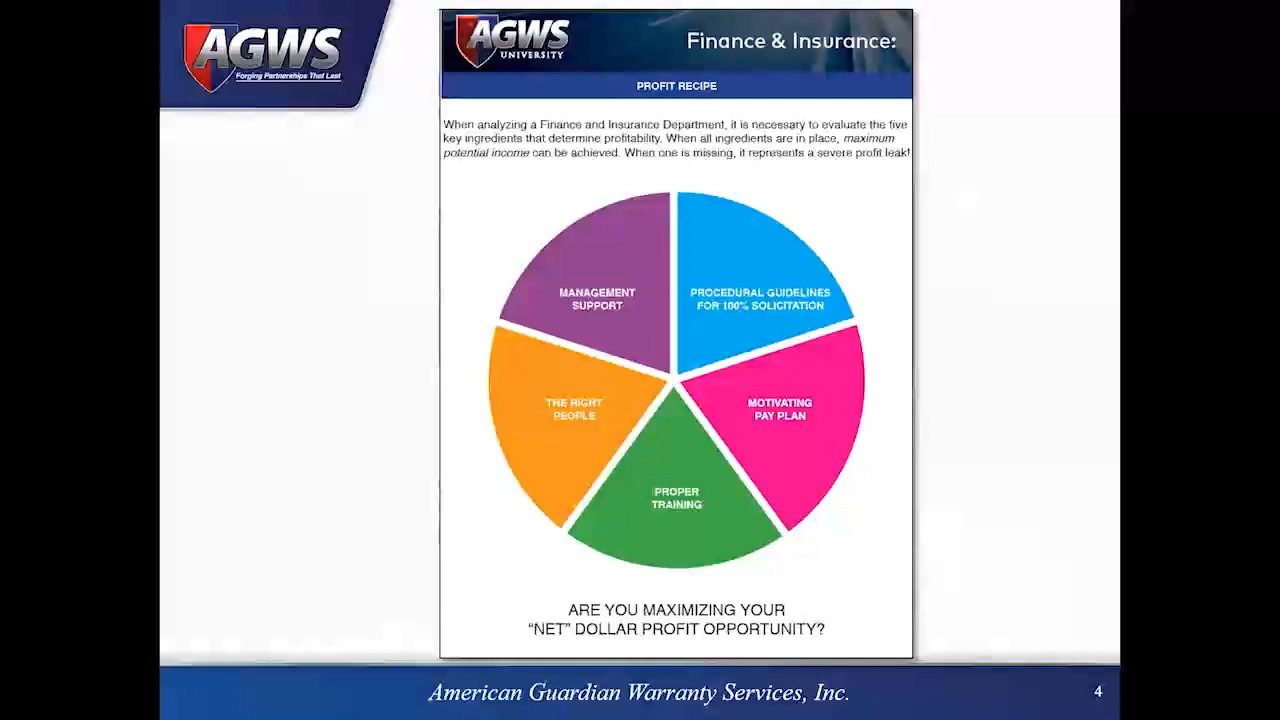 AGWS
Forging Partnerships That Last
AGWS
UNIVERSITY
Finance & Insurance:
PROFIT RECIPE
When analyzing a Finance and Insurance Department, it is necessary to evaluate the five
key ingredients that determine profitability. When all ingredients are in place, maximum
potential income can be achieved. When one is missing, it represents a severe profit leak!
MANAGEMENT
SUPPORT
PROCEDURAL GUIDELINES
FOR 100% SOLICITATION
THE RIGHT
PEOPLE
MOTIVATING
PAY PLAN
PROPER
TRAINING
ARE YOU MAXIMIZING YOUR
“NET” DOLLAR PROFIT OPPORTUNITY?
American Guardian Warranty Services, Inc.
4